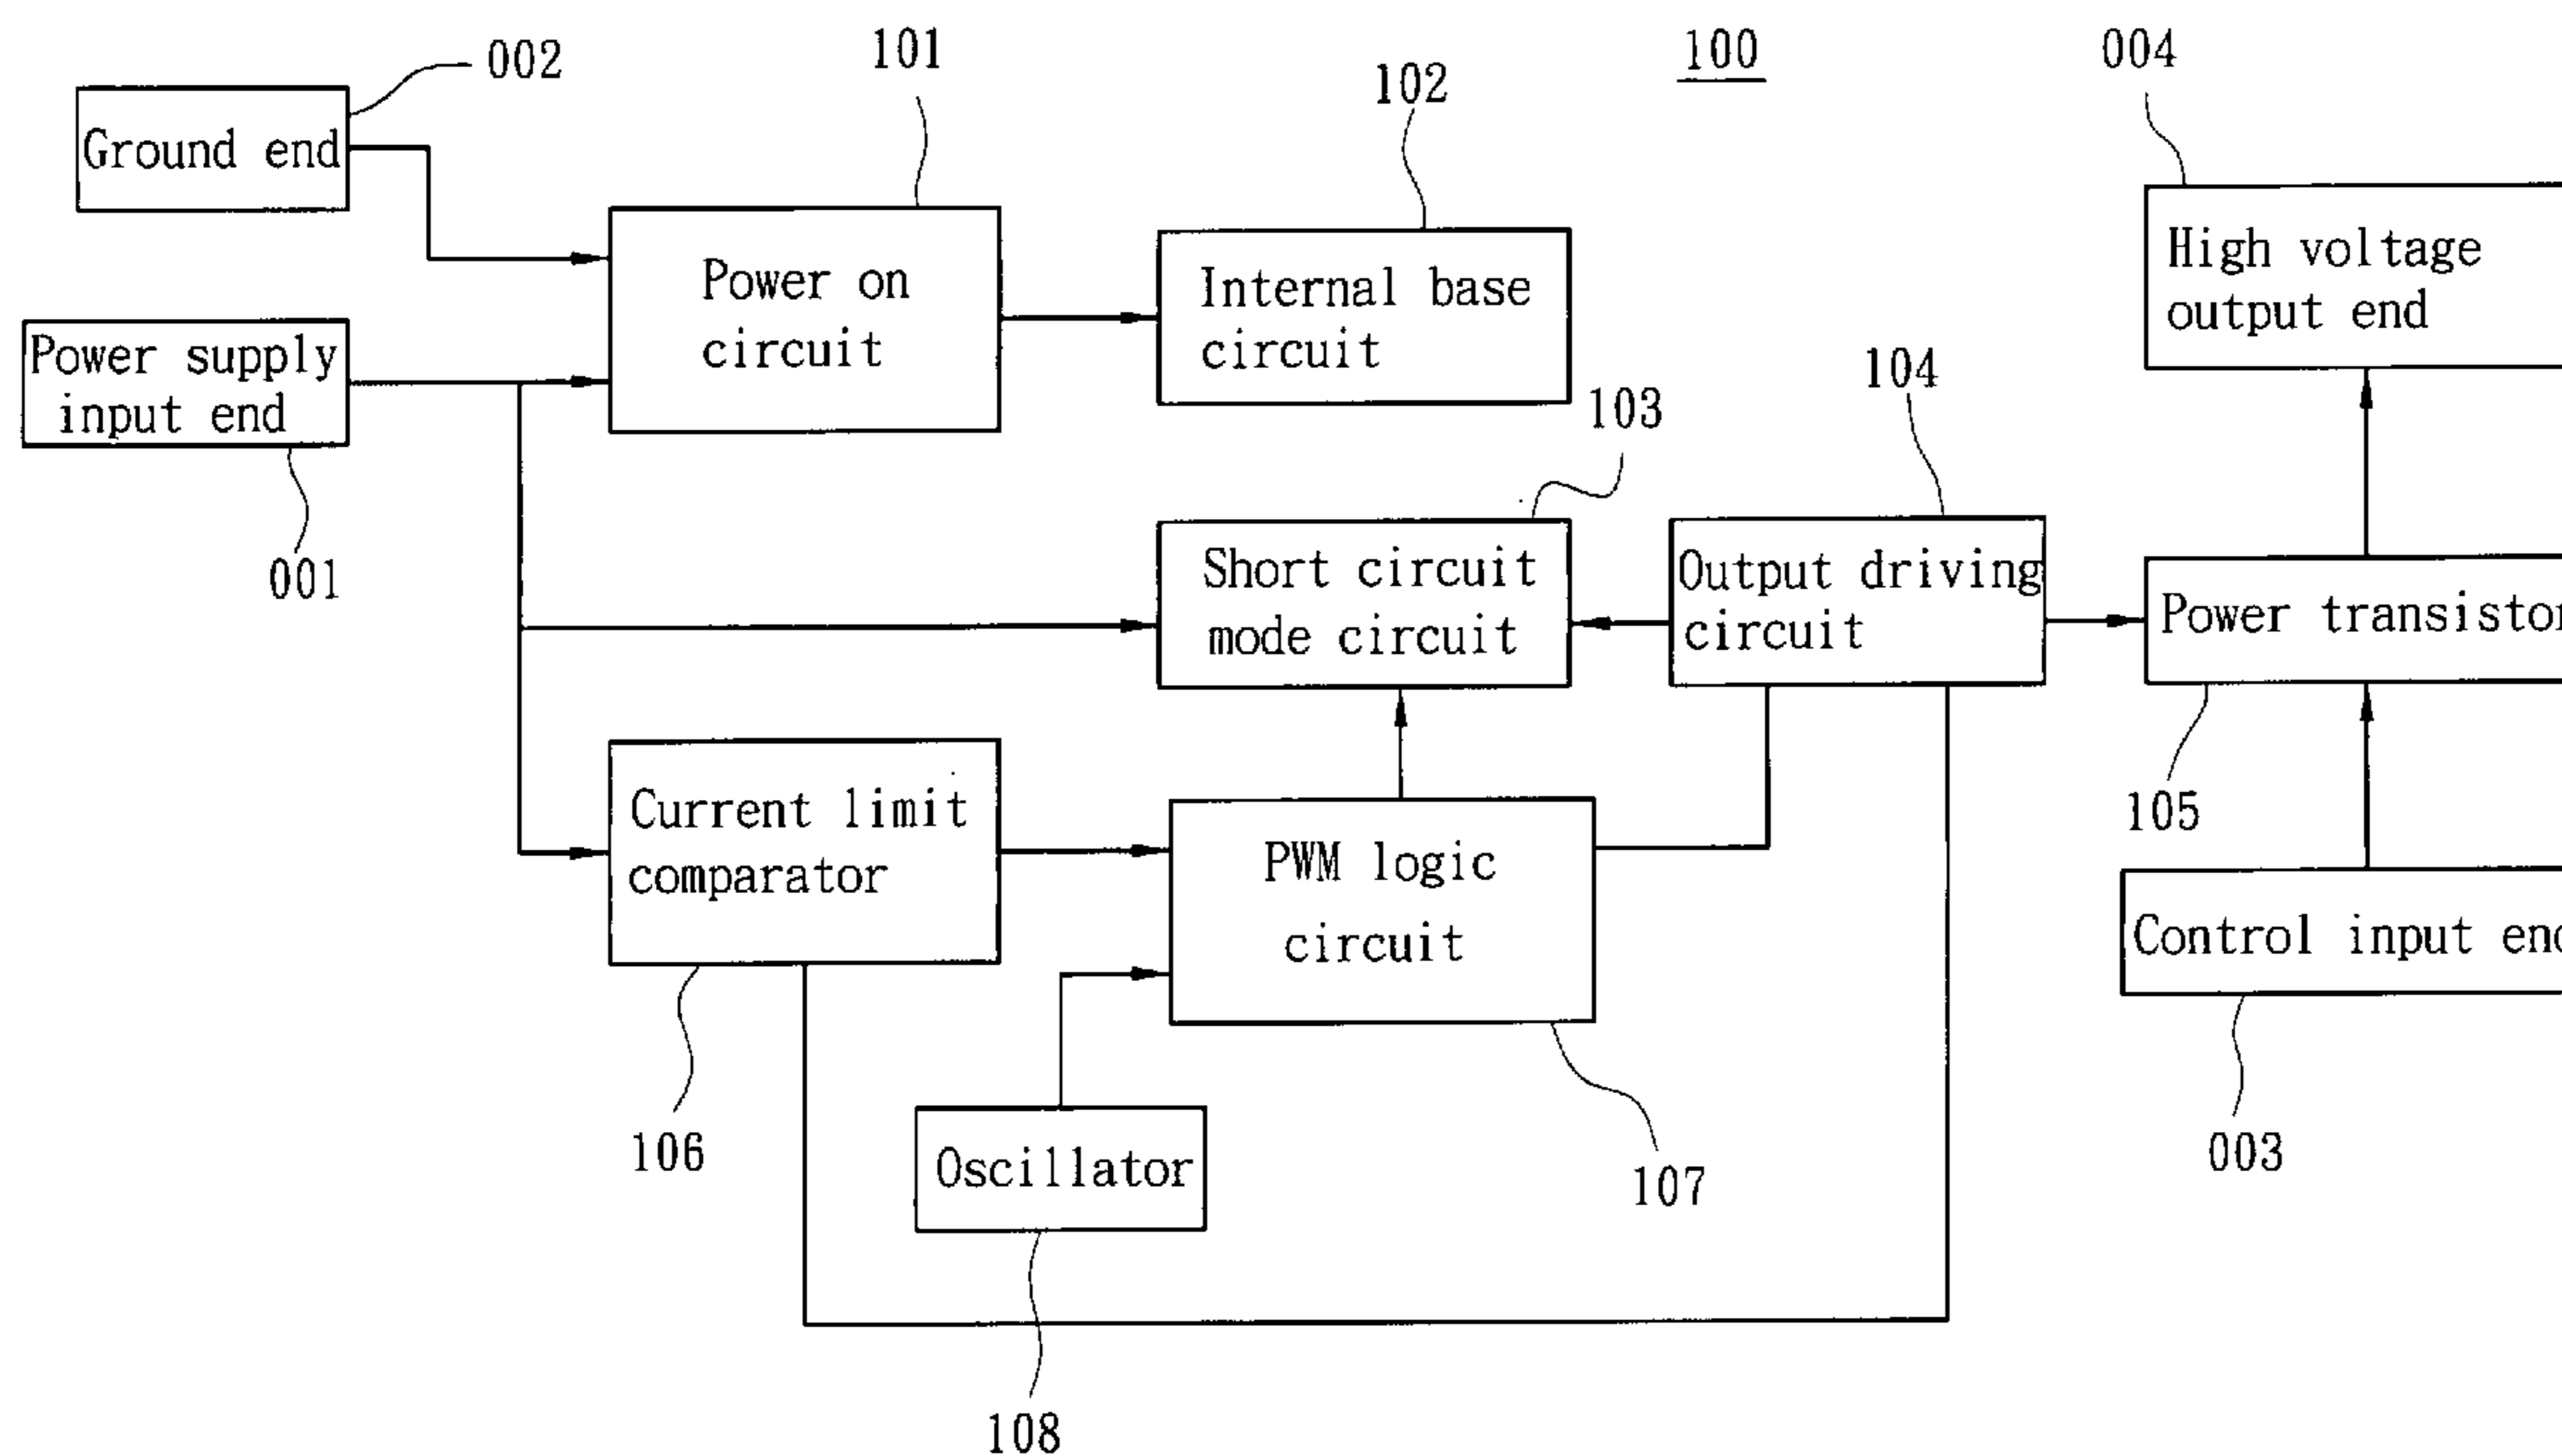 002
101
100
004
102
Ground end
Power on
circuit
Internal base
circuit
High voltage
output end
Power supply
input end
001
103
104
Short circuit
mode circuit
Output driving
circuit
Power transistor
105
Current limit
comparator
PWM logic
circuit
Control input end
106
Oscillator
107
003
108